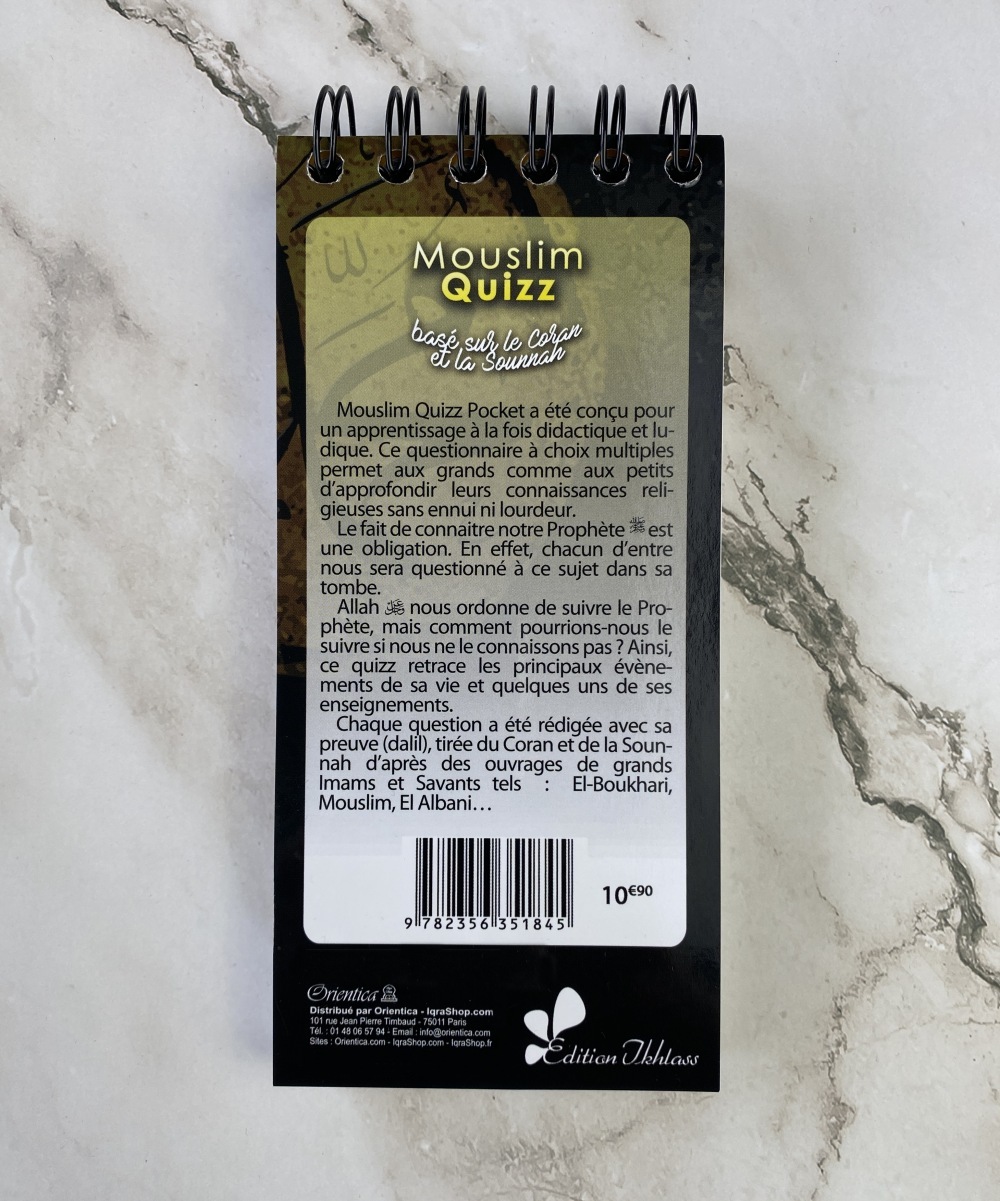 Mouslim
Quizz
basé sur le Coran
et la Sounnah
Mouslim Quizz Pocket a été conçu pour
un apprentissage à la fois didactique et lu-
dique. Ce questionnaire à choix multiples
permet aux grands comme aux petits
d'approfondir leurs connaissances reli-
gieuses sans ennui ni lourdeur.
Le fait de connaitre notre Prophète ﷺ est
une obligation. En effet, chacun d'entre
nous sera questionné à ce sujet dans sa
tombe.
Allah nous ordonne de suivre le Pro-
phète, mais comment pourrions-nous le
suivre si nous ne le connaissons pas ? Ainsi,
ce quizz retrace les principaux évène-
ments de sa vie et quelques uns de ses
enseignements.
Chaque question a été rédigée avec sa
preuve (dalil), tirée du Coran et de la Soun-
nah d'après des ouvrages de grands
Imams et Savants tels : El-Boukhari,
Mouslim, El Albani…
10€90
9 782356 351845
Orientica
Distribué par Orientica - IqraShop.com
101 rue Jean Pierre Timbaud - 75011 Paris
Tél. : 01 48 06 57 94 - Email : info@orientica.com
Sites : Orientica.com - IqraShop.com - IqraShop.fr
Edition Ikhlass